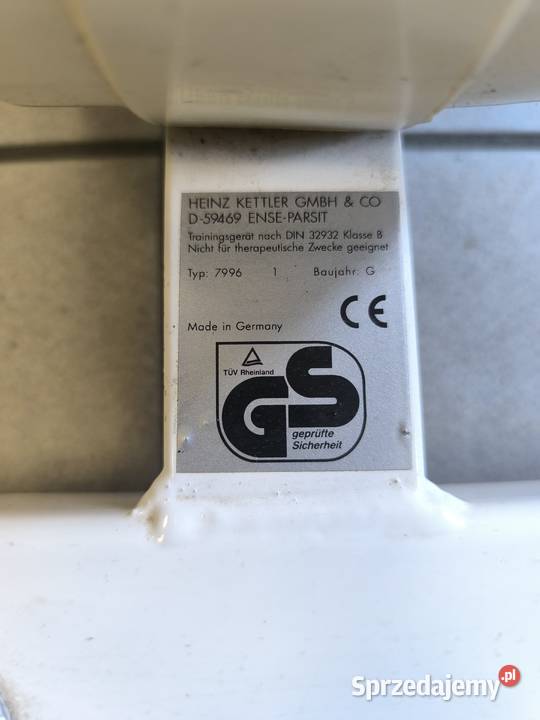 HEINZ KETTLER GMBH & CO
D-59469 ENSE-PARSIT
Trainingsgerät nach DIN 32932 Klasse B
Nicht für therapeutische Zwecke geeignet
Typ: 7996 1 Baujahr: G
CE
Made in Germany
TÜV Rheinland
GS
geprüfte
Sicherheit
Sprzedajemy.pl